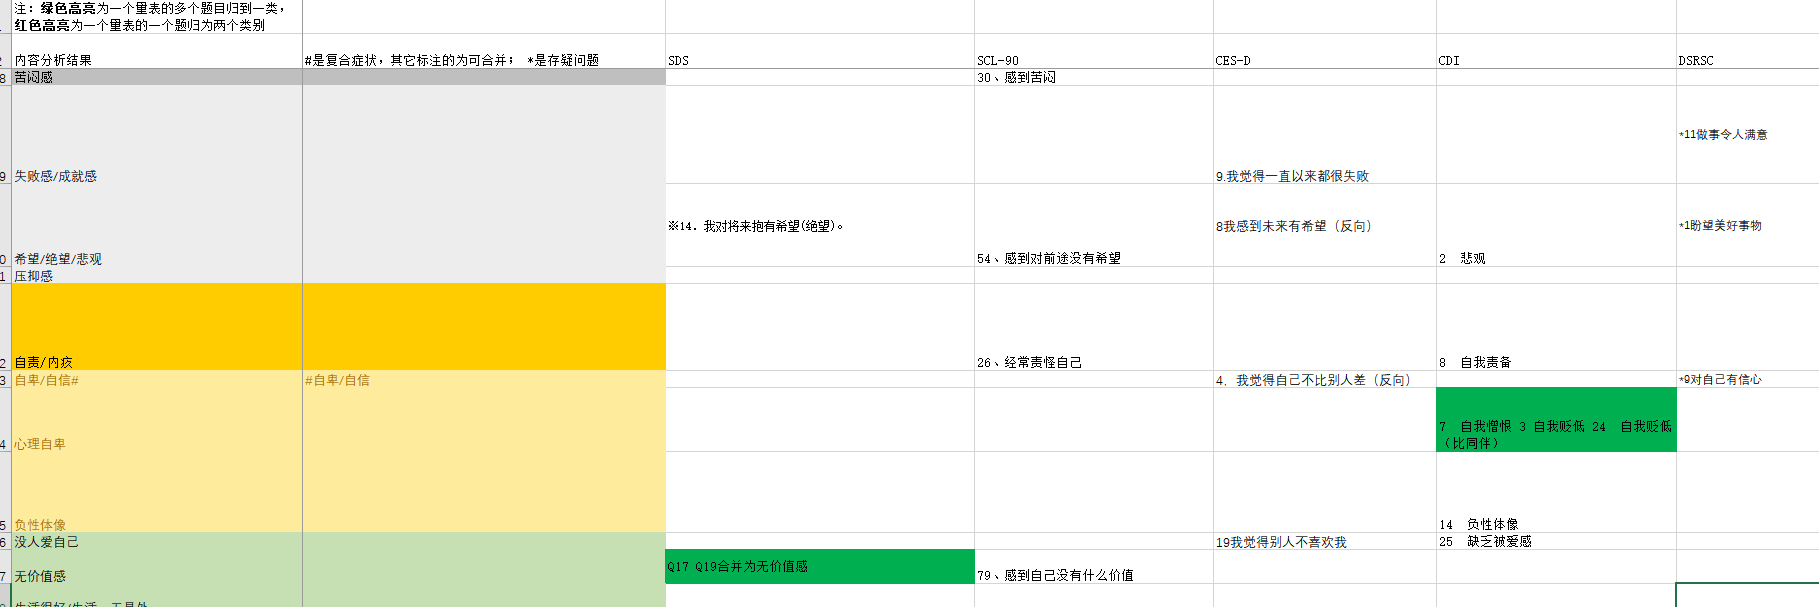 注：绿色高亮为一个量表的多个题目归到一类，
红色高亮为一个量表的一个题归为两个类别
内容分析结果 #是复合症状，其它标注的为可合并； *是存疑问题 SDS SCL-90 CES-D CDI DSRSC
8 苦闷感 30、感到苦闷
*11做事令人满意
9 失败感/成就感 9.我觉得一直以来都很失败
※14. 我对将来抱有希望(绝望)。 8我感到未来有希望（反向） *1盼望美好事物
0 希望/绝望/悲观 54、感到对前途没有希望 2 悲观
1 压抑感
2 自责/内疚 26、经常责怪自己 8 自我责备
3 自卑/自信# #自卑/自信 4. 我觉得自己不比别人差（反向） *9对自己有信心
7 自我憎恨 3 自我贬低 24 自我贬低
4 心理自卑 （比同伴）
5 负性体像 14 负性体像
6 没人爱自己 19我觉得别人不喜欢我 25 缺乏被爱感
Q17 Q19合并为无价值感
7 无价值感 79、感到自己没有什么价值